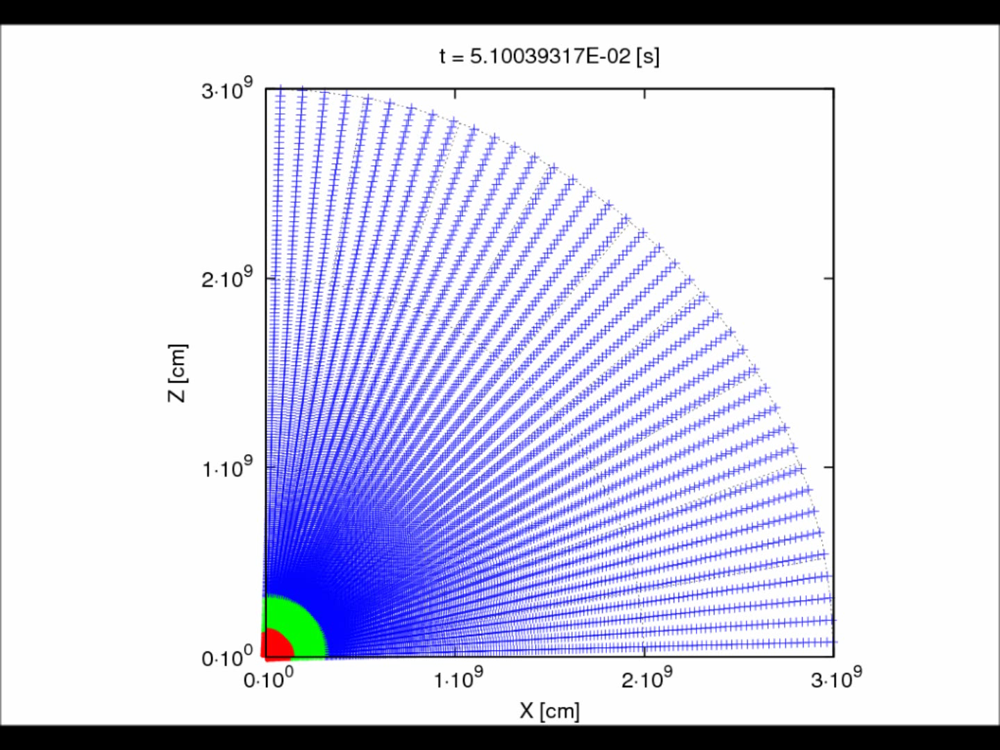 t = 5.10039317E-02 [s]
3·10⁹
2·10⁹
Z [cm]
1·10⁹
0·10⁰
0·10⁰ 1·10⁹ 2·10⁹ 3·10⁹
X [cm]